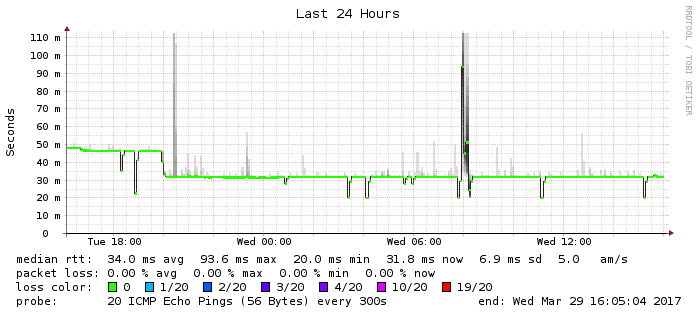 Last 24 Hours
RRDTOOL / TOBI OETIKER
Seconds
110 m
100 m
90 m
80 m
70 m
60 m
50 m
40 m
30 m
20 m
10 m
0
Tue 18:00 Wed 00:00 Wed 06:00 Wed 12:00
median rtt: 34.0 ms avg 93.6 ms max 20.0 ms min 31.8 ms now 6.9 ms sd 5.0 am/s
packet loss: 0.00 % avg 0.00 % max 0.00 % min 0.00 % now
loss color: 0 1/20 2/20 3/20 4/20 10/20 19/20
probe: 20 ICMP Echo Pings (56 Bytes) every 300s end: Wed Mar 29 16:05:04 2017